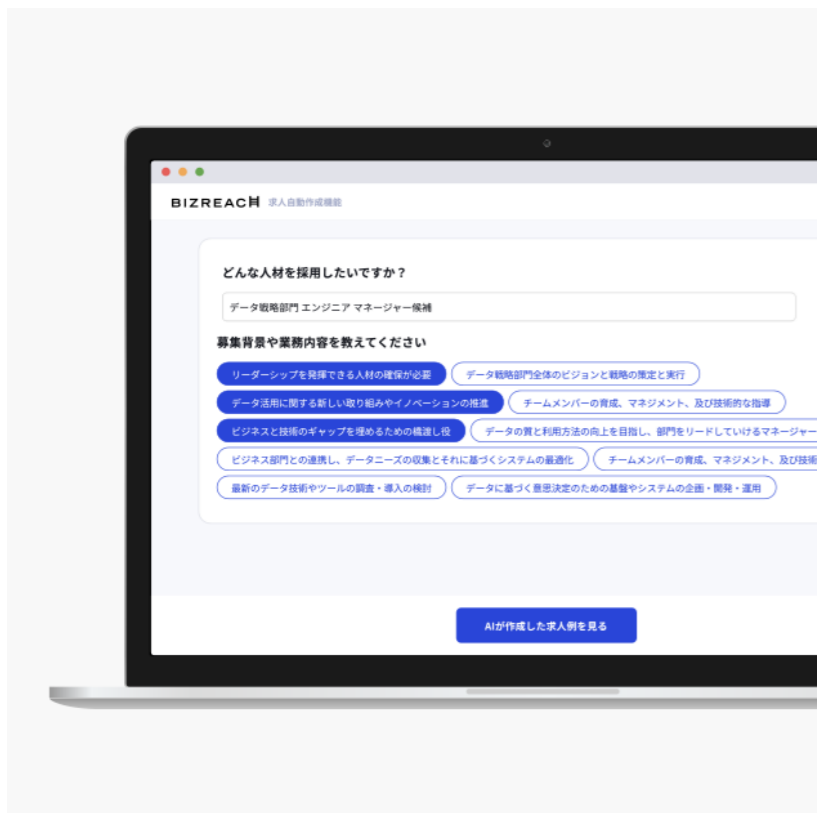 BIZREACH 求人自動作成機能
どんな人材を採用したいですか？
データ戦略部門 エンジニア マネージャー候補
募集背景や業務内容を教えてください
リーダーシップを発揮できる人材の確保が必要 データ戦略部門全体のビジョンと戦略の策定と実行
データ活用に関する新しい取り組みやイノベーションの推進 チームメンバーの育成、マネジメント、及び技術的な指導
ビジネスと技術のギャップを埋めるための橋渡し役 データの質と利用方法の向上を目指し、部門をリードしていけるマネージャー
ビジネス部門との連携し、データニーズの収集とそれに基づくシステムの最適化 チームメンバーの育成、マネジメント、及び技術
最新のデータ技術やツールの調査・導入の検討 データに基づく意思決定のための基盤やシステムの企画・開発・運用
AIが作成した求人例を見る